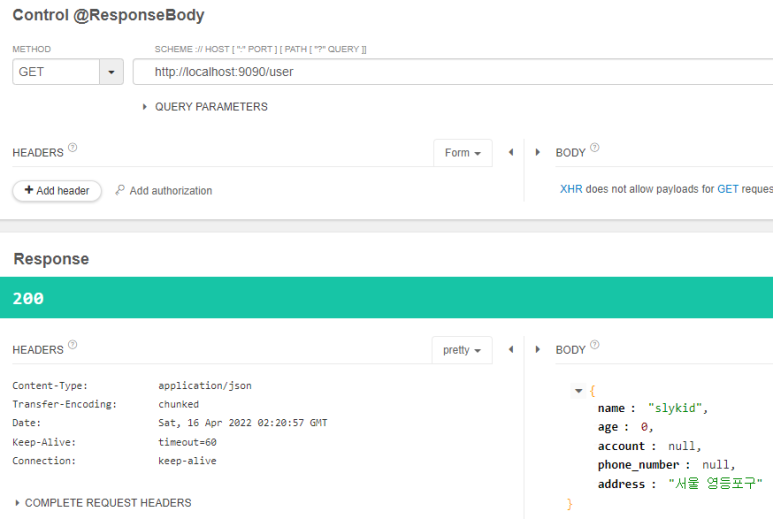 Control @ResponseBody
METHOD
SCHEME :// HOST [ ":" PORT ] [ PATH [ "?" QUERY ]]
GET
http://localhost:9090/user
QUERY PARAMETERS
HEADERS ?
Form
BODY ?
+ Add header
Add authorization
XHR does not allow payloads for GET reques
Response
200
HEADERS ?
pretty
BODY ?
Content-Type: application/json
Transfer-Encoding: chunked
Date: Sat, 16 Apr 2022 02:20:57 GMT
Keep-Alive: timeout=60
Connection: keep-alive
COMPLETE REQUEST HEADERS
{
name : "slykid",
age : 0,
account : null,
phone_number : null,
address : "서울 영등포구"
}